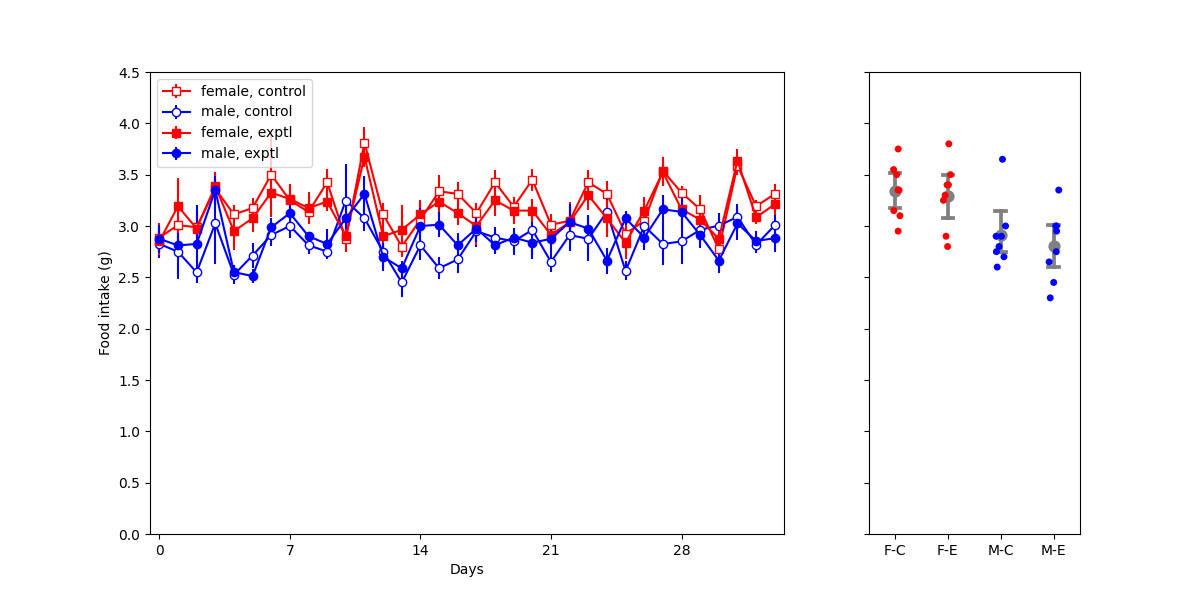 4.5
4.0
3.5
3.0
2.5
2.0
1.5
1.0
0.5
0.0
Food intake (g)
female, control
male, control
female, exptl
male, exptl
0 7 14 21 28
Days
F-C F-E M-C M-E